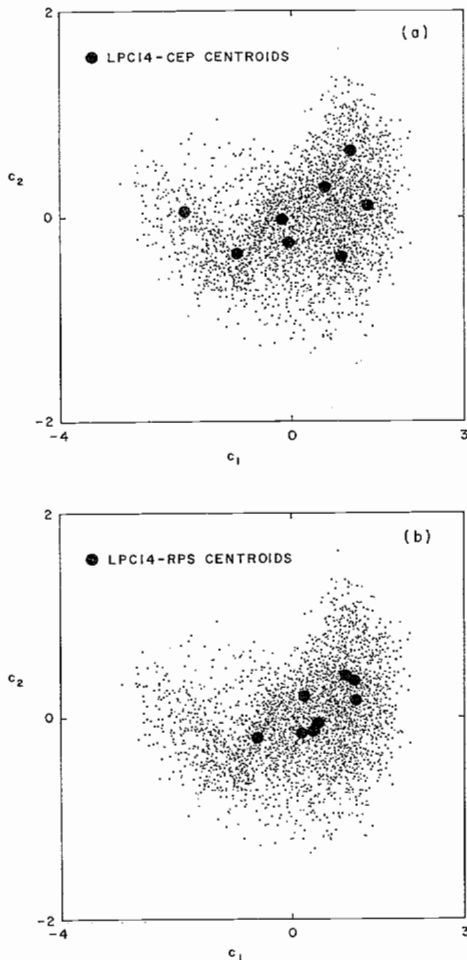 2
(a)
LPC14-CEP CENTROIDS
c2
0
-2
-4
0
3
c1
2
(b)
LPC14-RPS CENTROIDS
c2
0
-2
-4
0
3
c1